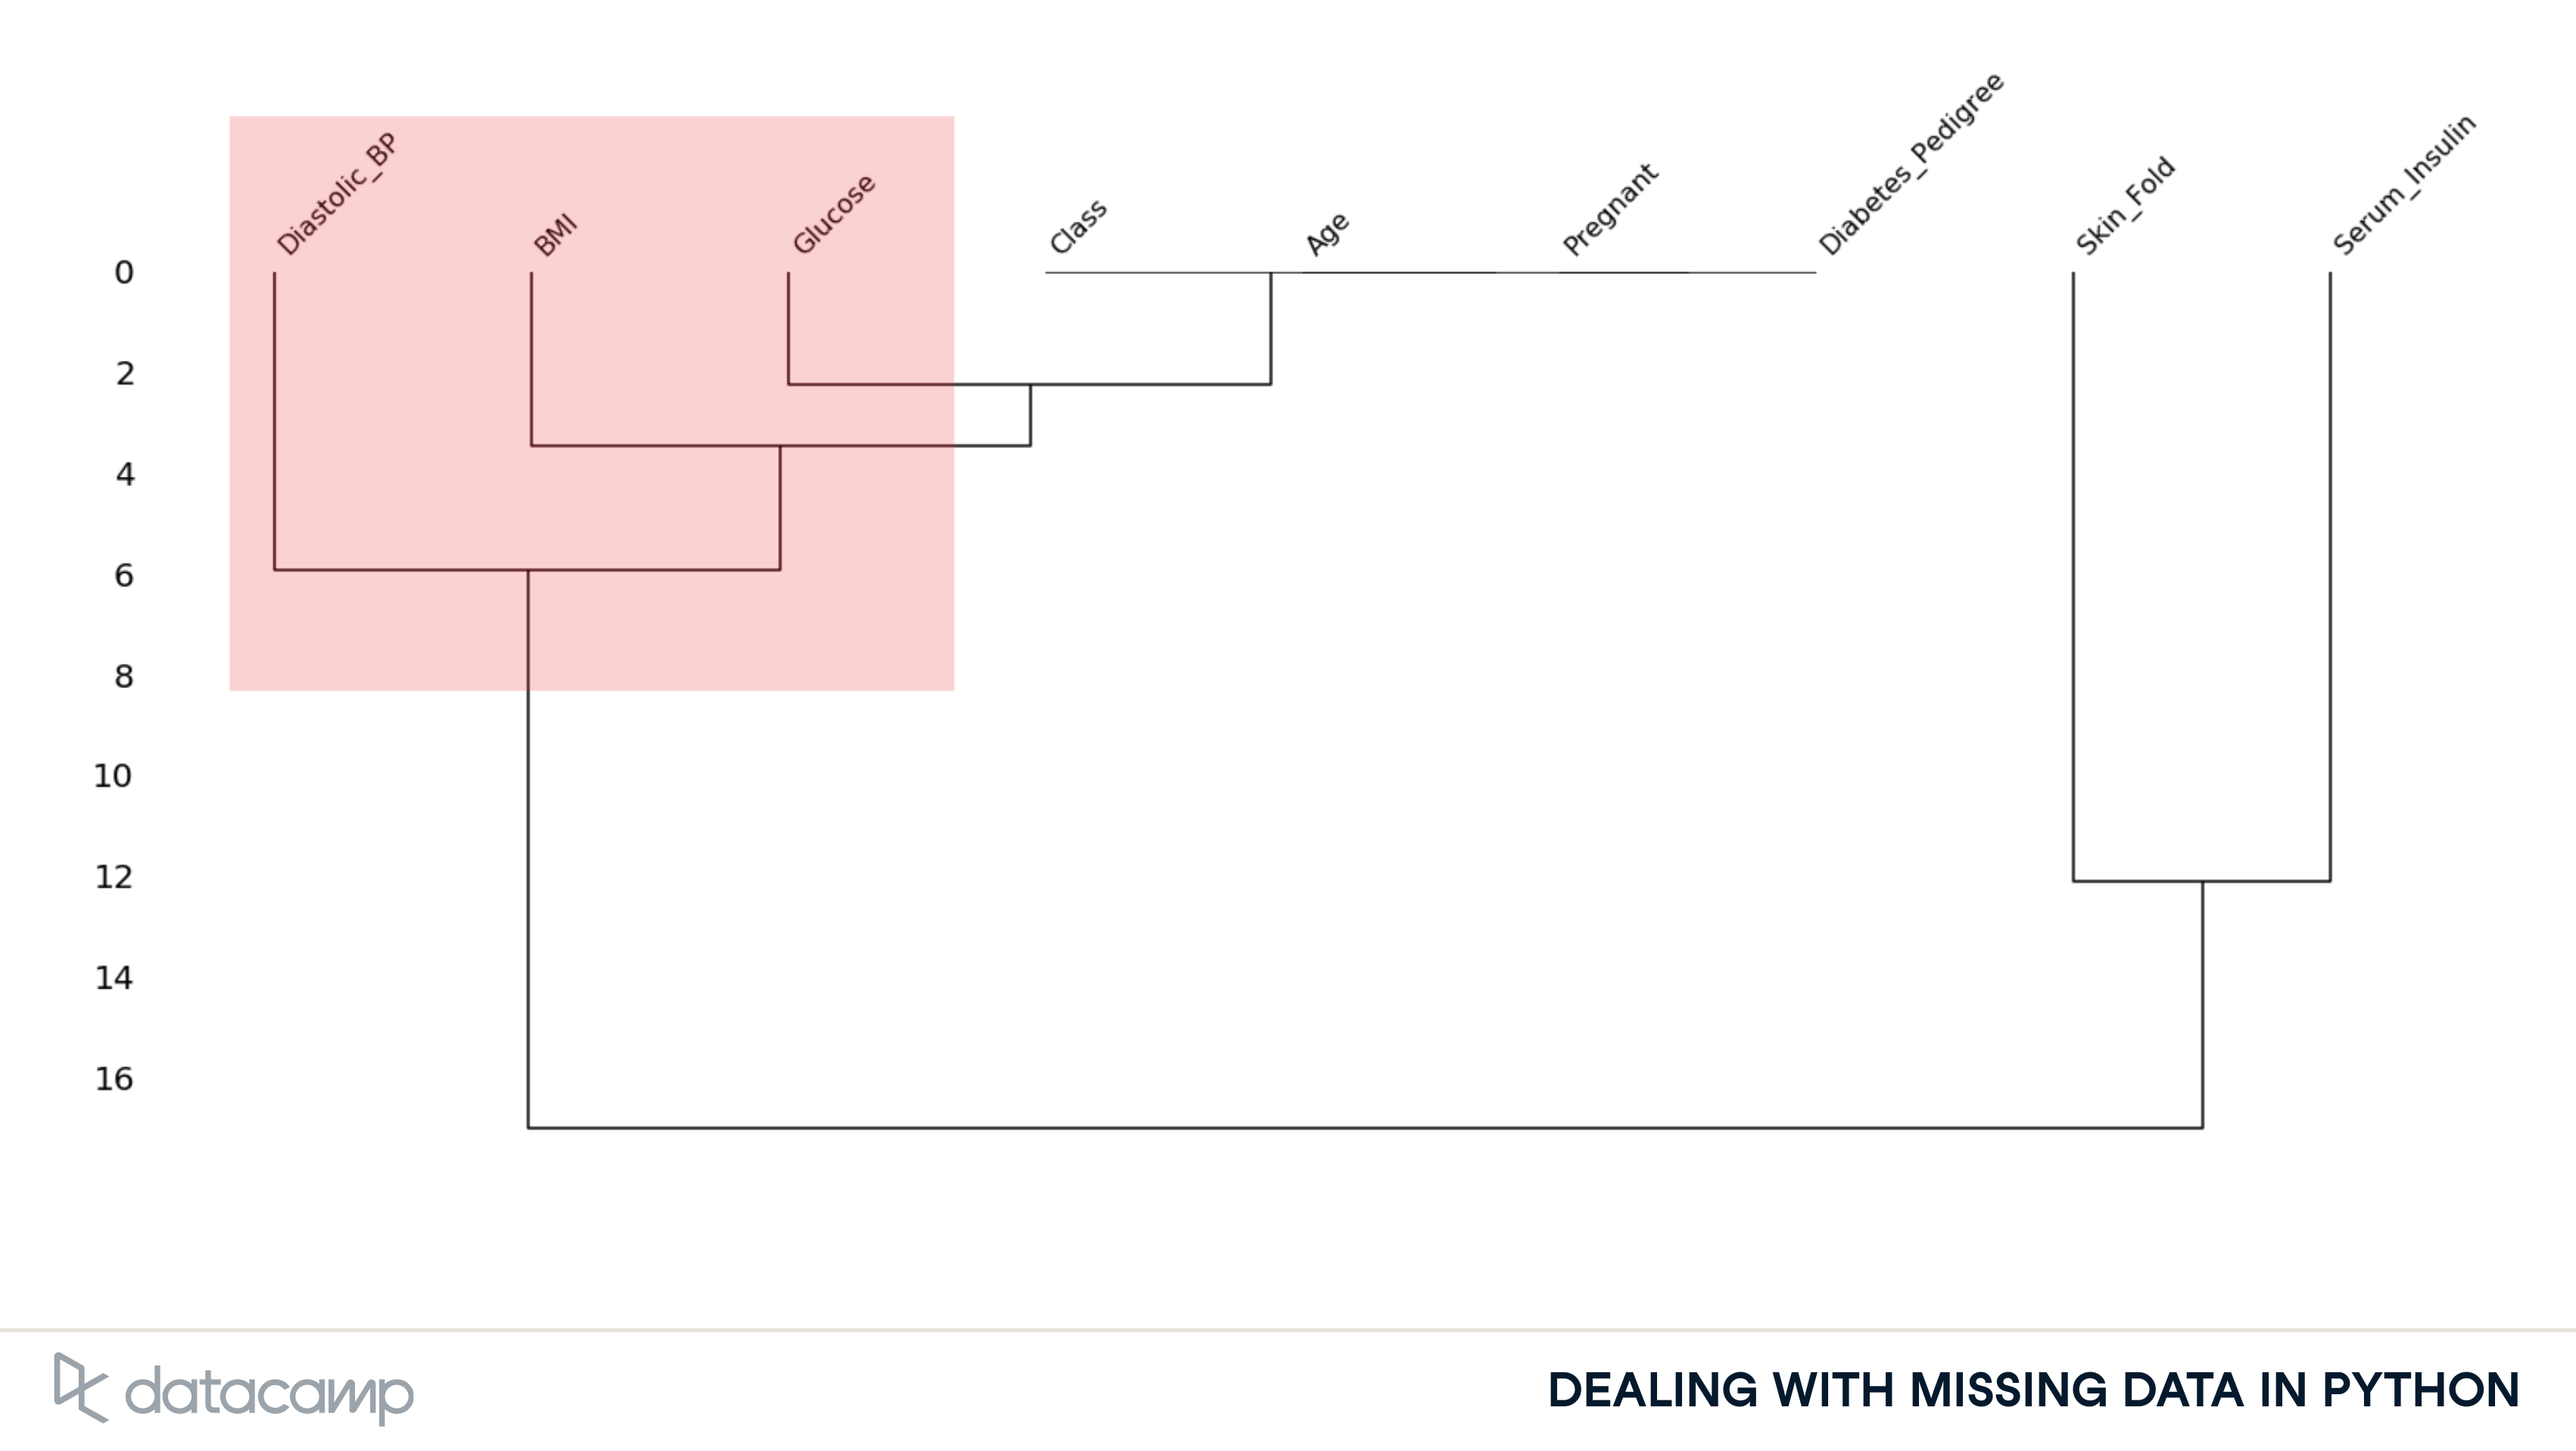 Diastolic_BP
BMI
Glucose
Class
Age
Pregnant
Diabetes_Pedigree
Skin_Fold
Serum_Insulin
0
2
4
6
8
10
12
14
16
datacamp
DEALING WITH MISSING DATA IN PYTHON